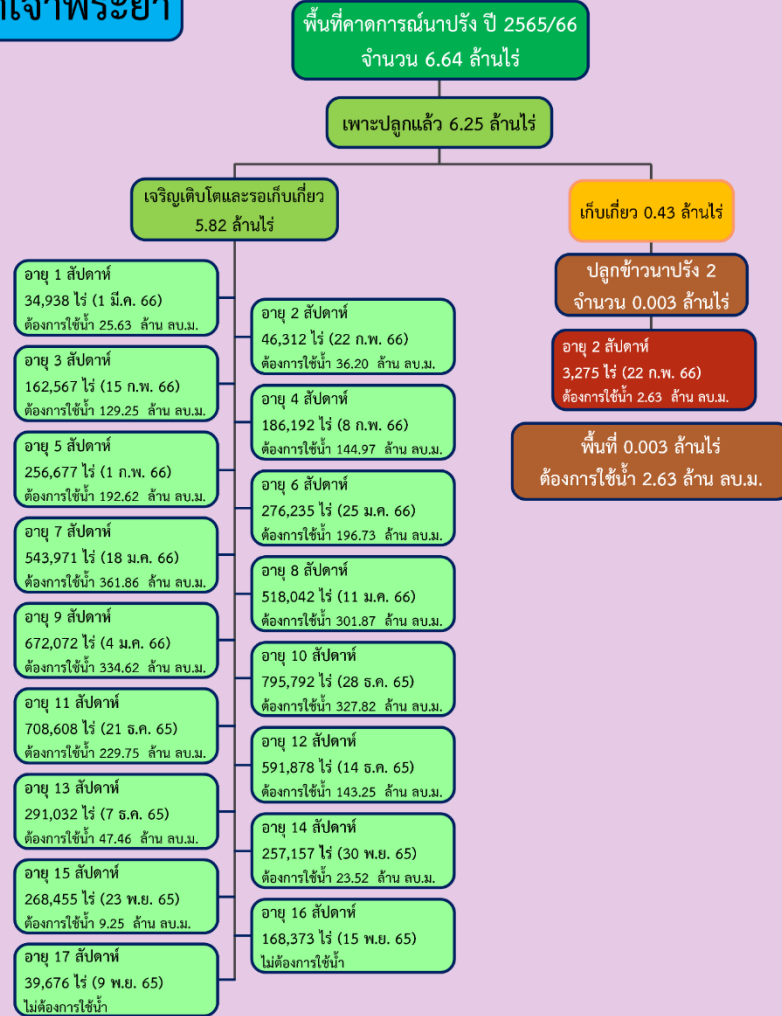 เจ้าพระยา
พื้นที่คาดการณ์นาปรัง ปี 2565/66
จำนวน 6.64 ล้านไร่
เพาะปลูกแล้ว 6.25 ล้านไร่
เจริญเติบโตและรอเก็บเกี่ยว
5.82 ล้านไร่
อายุ 1 สัปดาห์
34,938 ไร่ (1 มี.ค. 66)
ต้องการใช้น้ำ 25.63 ล้าน ลบ.ม.
อายุ 2 สัปดาห์
46,312 ไร่ (22 ก.พ. 66)
ต้องการใช้น้ำ 36.20 ล้าน ลบ.ม.
อายุ 3 สัปดาห์
162,567 ไร่ (15 ก.พ. 66)
ต้องการใช้น้ำ 129.25 ล้าน ลบ.ม.
อายุ 4 สัปดาห์
186,192 ไร่ (8 ก.พ. 66)
ต้องการใช้น้ำ 144.97 ล้าน ลบ.ม.
อายุ 5 สัปดาห์
256,677 ไร่ (1 ก.พ. 66)
ต้องการใช้น้ำ 192.62 ล้าน ลบ.ม.
อายุ 6 สัปดาห์
276,235 ไร่ (25 ม.ค. 66)
ต้องการใช้น้ำ 196.73 ล้าน ลบ.ม.
อายุ 7 สัปดาห์
543,971 ไร่ (18 ม.ค. 66)
ต้องการใช้น้ำ 361.86 ล้าน ลบ.ม.
อายุ 8 สัปดาห์
518,042 ไร่ (11 ม.ค. 66)
ต้องการใช้น้ำ 301.87 ล้าน ลบ.ม.
อายุ 9 สัปดาห์
672,072 ไร่ (4 ม.ค. 66)
ต้องการใช้น้ำ 334.62 ล้าน ลบ.ม.
อายุ 10 สัปดาห์
795,792 ไร่ (28 ธ.ค. 65)
ต้องการใช้น้ำ 327.82 ล้าน ลบ.ม.
อายุ 11 สัปดาห์
708,608 ไร่ (21 ธ.ค. 65)
ต้องการใช้น้ำ 229.75 ล้าน ลบ.ม.
อายุ 12 สัปดาห์
591,878 ไร่ (14 ธ.ค. 65)
ต้องการใช้น้ำ 143.25 ล้าน ลบ.ม.
อายุ 13 สัปดาห์
291,032 ไร่ (7 ธ.ค. 65)
ต้องการใช้น้ำ 47.46 ล้าน ลบ.ม.
อายุ 14 สัปดาห์
257,157 ไร่ (30 พ.ย. 65)
ต้องการใช้น้ำ 23.52 ล้าน ลบ.ม.
อายุ 15 สัปดาห์
268,455 ไร่ (23 พ.ย. 65)
ต้องการใช้น้ำ 9.25 ล้าน ลบ.ม.
อายุ 16 สัปดาห์
168,373 ไร่ (15 พ.ย. 65)
ไม่ต้องการใช้น้ำ
อายุ 17 สัปดาห์
39,676 ไร่ (9 พ.ย. 65)
ไม่ต้องการใช้น้ำ
เก็บเกี่ยว 0.43 ล้านไร่
ปลูกข้าวนาปรัง 2
จำนวน 0.003 ล้านไร่
อายุ 2 สัปดาห์
3,275 ไร่ (22 ก.พ. 66)
ต้องการใช้น้ำ 2.63 ล้าน ลบ.ม.
พื้นที่ 0.003 ล้านไร่
ต้องการใช้น้ำ 2.63 ล้าน ลบ.ม.